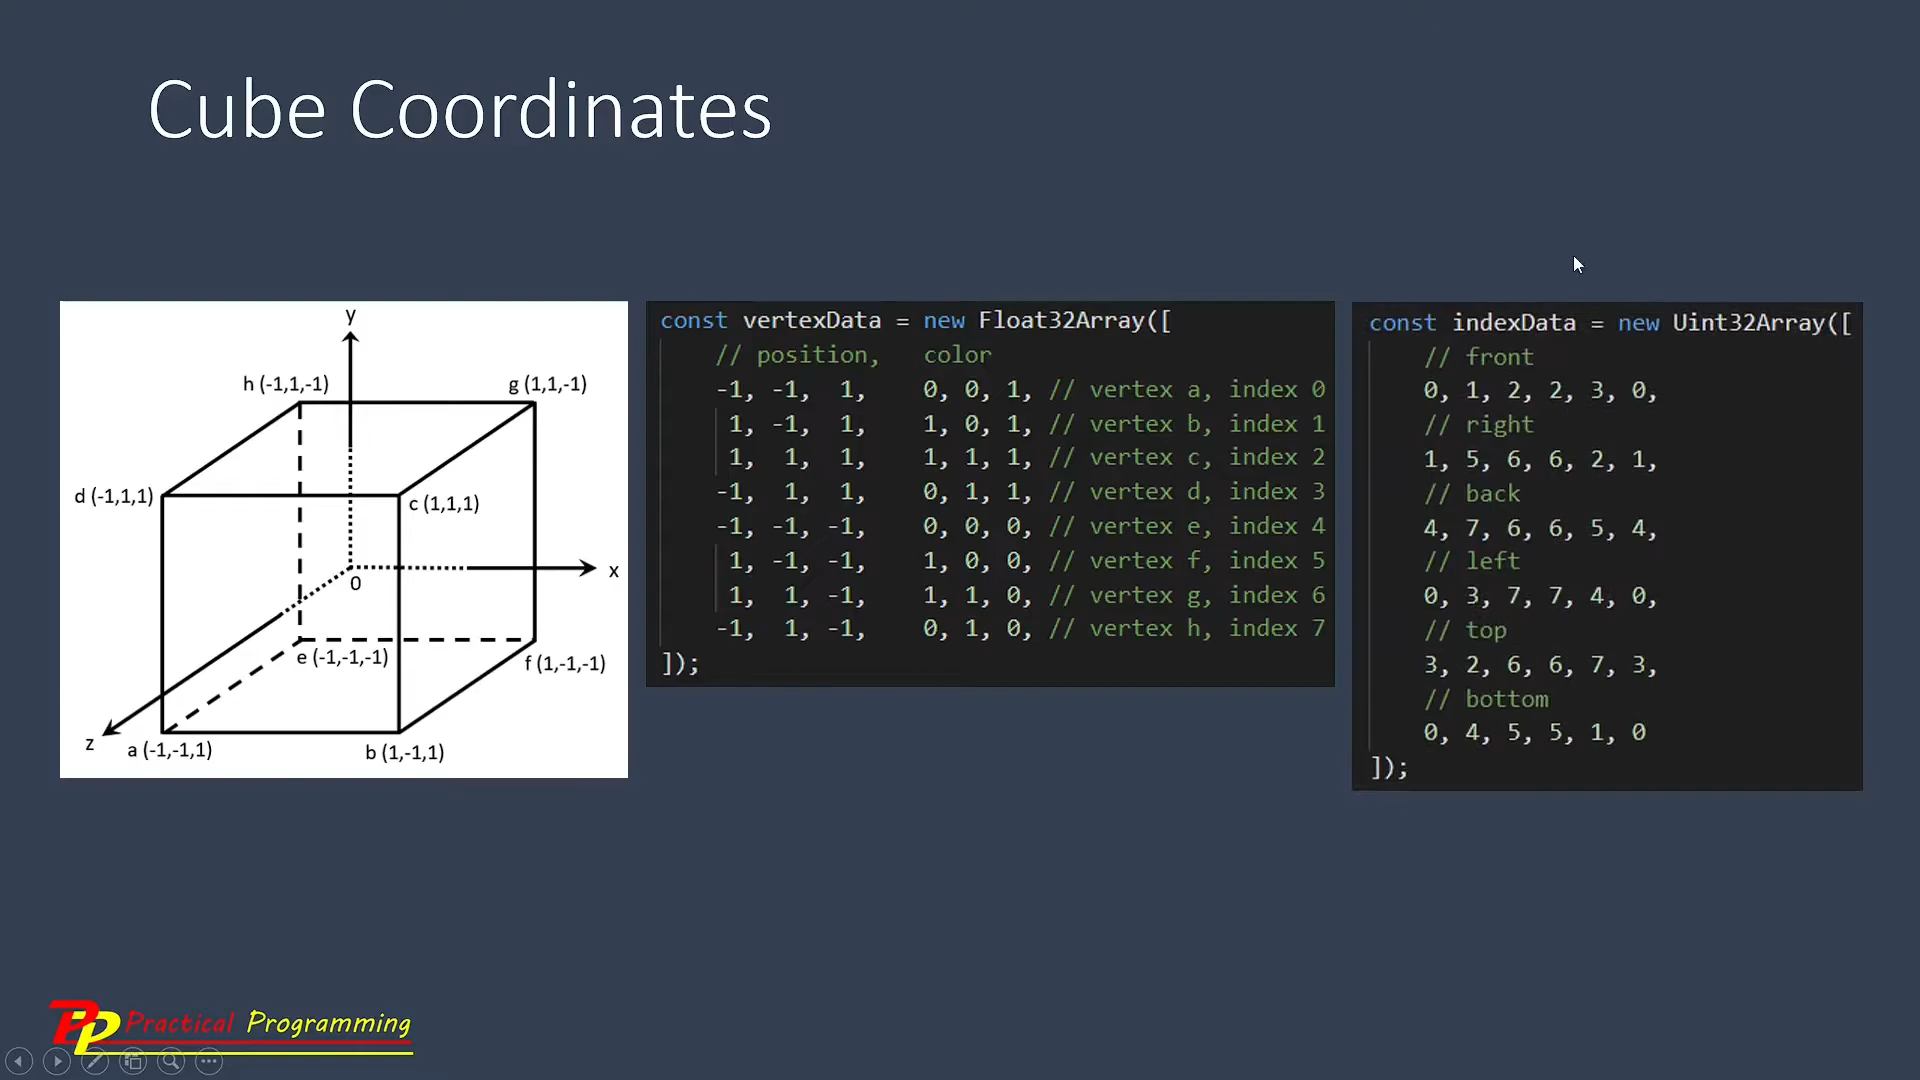 Cube Coordinates
y
h (-1,1,-1)
g (1,1,-1)
d (-1,1,1)
c (1,1,1)
x
0
e (-1,-1,-1)
f (1,-1,-1)
z
a (-1,-1,1)
b (1,-1,1)
const vertexData = new Float32Array([
// position, color
-1, -1, 1, 0, 0, 1, // vertex a, index 0
1, -1, 1, 1, 0, 1, // vertex b, index 1
1, 1, 1, 1, 1, 1, // vertex c, index 2
-1, 1, 1, 0, 1, 1, // vertex d, index 3
-1, -1, -1, 0, 0, 0, // vertex e, index 4
1, -1, -1, 1, 0, 0, // vertex f, index 5
1, 1, -1, 1, 1, 0, // vertex g, index 6
-1, 1, -1, 0, 1, 0, // vertex h, index 7
]);
const indexData = new Uint32Array([
// front
0, 1, 2, 2, 3, 0,
// right
1, 5, 6, 6, 2, 1,
// back
4, 7, 6, 6, 5, 4,
// left
0, 3, 7, 7, 4, 0,
// top
3, 2, 6, 6, 7, 3,
// bottom
0, 4, 5, 5, 1, 0
]);
PP Practical Programming